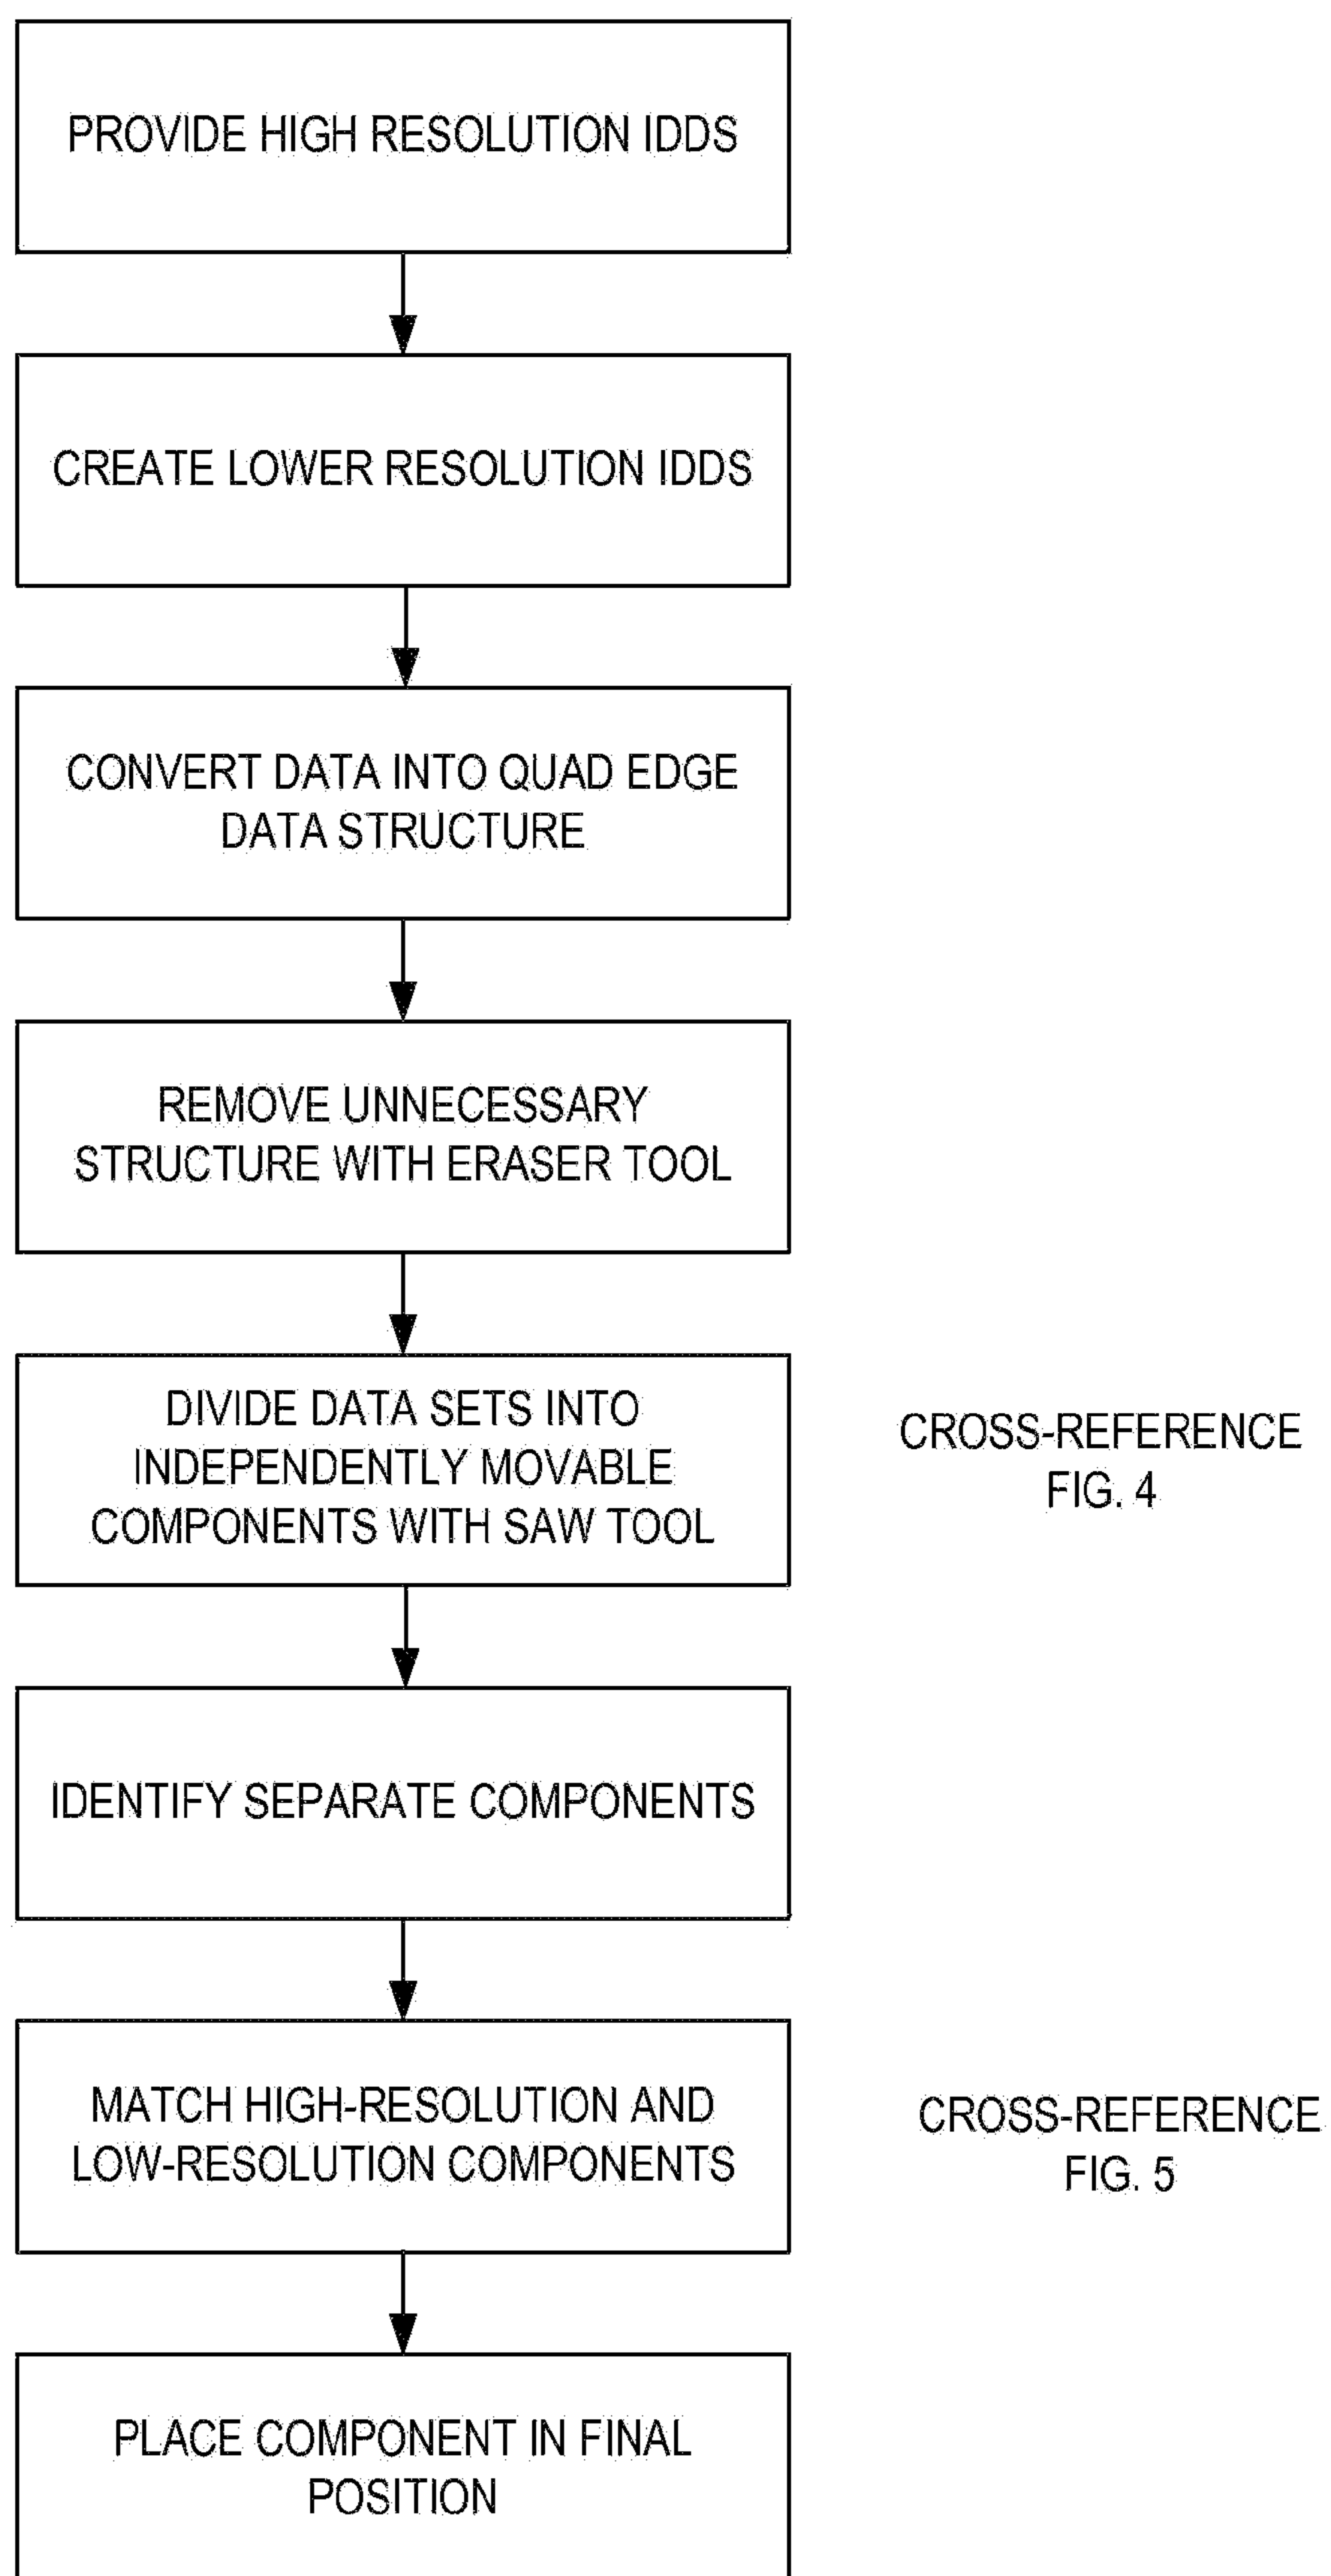 PROVIDE HIGH RESOLUTION IDDS
CREATE LOWER RESOLUTION IDDS
CONVERT DATA INTO QUAD EDGE
DATA STRUCTURE
REMOVE UNNECESSARY
STRUCTURE WITH ERASER TOOL
DIVIDE DATA SETS INTO
INDEPENDENTLY MOVABLE
COMPONENTS WITH SAW TOOL
CROSS-REFERENCE
FIG. 4
IDENTIFY SEPARATE COMPONENTS
MATCH HIGH-RESOLUTION AND
LOW-RESOLUTION COMPONENTS
CROSS-REFERENCE
FIG. 5
PLACE COMPONENT IN FINAL
POSITION